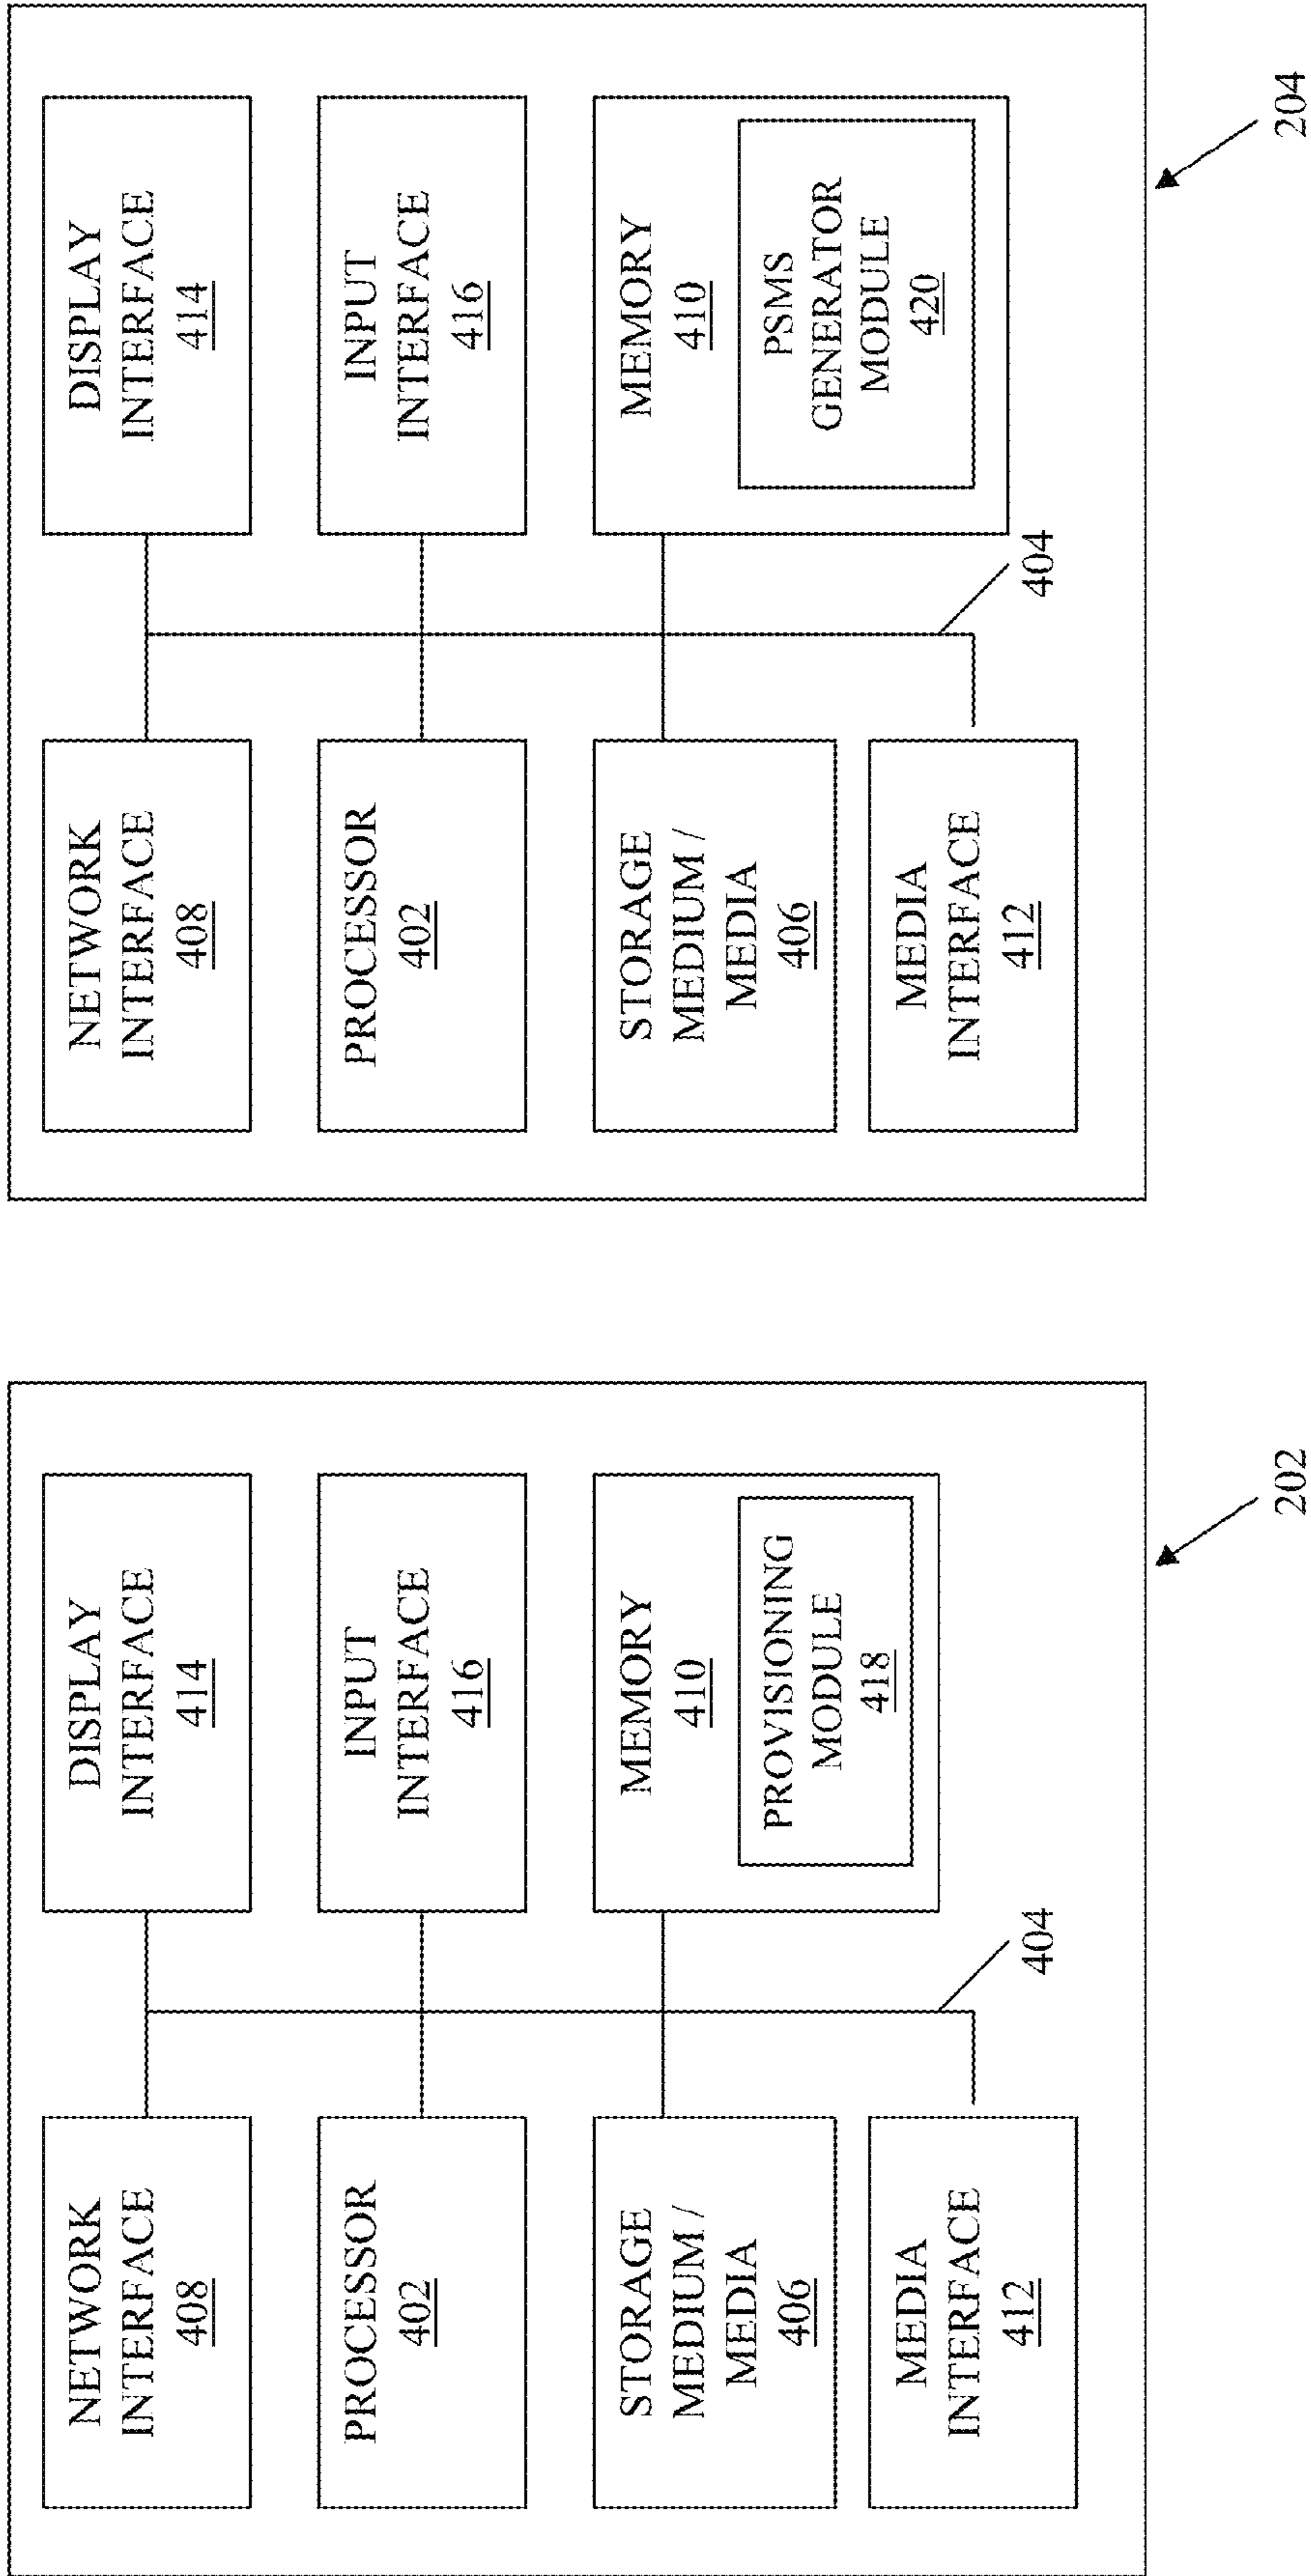 NETWORK
INTERFACE
408
DISPLAY
INTERFACE
414
PROCESSOR
402
INPUT
INTERFACE
416
STORAGE
MEDIUM /
MEDIA
406
MEMORY
410
PROVISIONING
MODULE
418
MEDIA
INTERFACE
412
404
202
NETWORK
INTERFACE
408
DISPLAY
INTERFACE
414
PROCESSOR
402
INPUT
INTERFACE
416
STORAGE
MEDIUM /
MEDIA
406
MEMORY
410
PSMS
GENERATOR
MODULE
420
MEDIA
INTERFACE
412
404
204